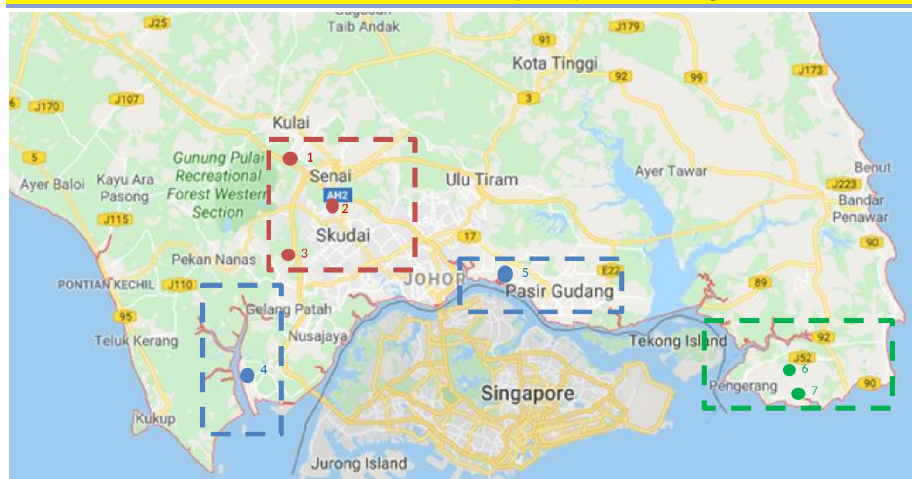 J25
Taib Andak
91
J179
Kota Tinggi
92
99
J173
J170
J107
3
Kulai
5
Gunung Pulai
Recreational
Forest Western
Section
1
Senai
Ayer Baloi
Kayu Ara
Pasong
Ulu Tiram
Ayer Tawar
Benut
J223
Bandar
Penawar
AH2
2
J115
Skudai
17
90
Pekan Nanas
3
5
E22
PONTIAN KECHIL
J110
JOHOR
Pasir Gudang
89
Gelang Patah
95
Teluk Kerang
Nusajaya
Tekong Island
92
J52
4
6
Pengerang
7
90
Singapore
Kukup
Jurong Island